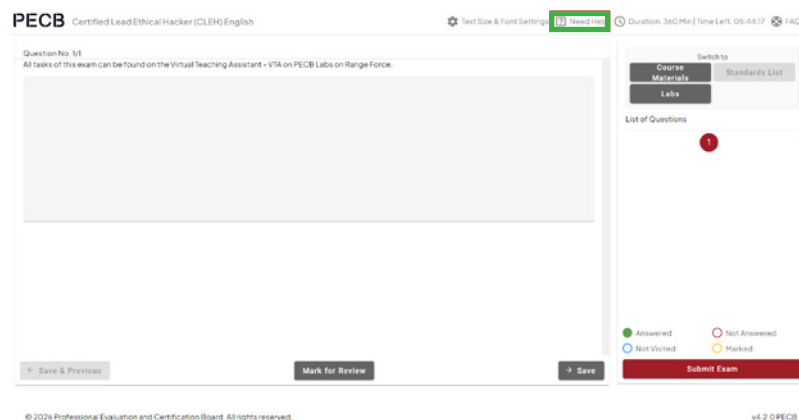 PECB Certified Lead Ethical Hacker (CLEH) English
Text Size & Font Settings
Need Help
Duration: 360 Min | Time Left: 05:44:17
FAQ
Question No. 1/1
All tasks of this exam can be found on the Virtual Teaching Assistant - VTA on PECB Labs on Range Force.
Switch to
Course
Materials
Standards List
Labs
List of Questions
1
Answered
Not Answered
Not Visited
Marked
← Save & Previous
Mark for Review
→ Save
Submit Exam
© 2026 Professional Evaluation and Certification Board. All rights reserved.
v4.2.0 PECB